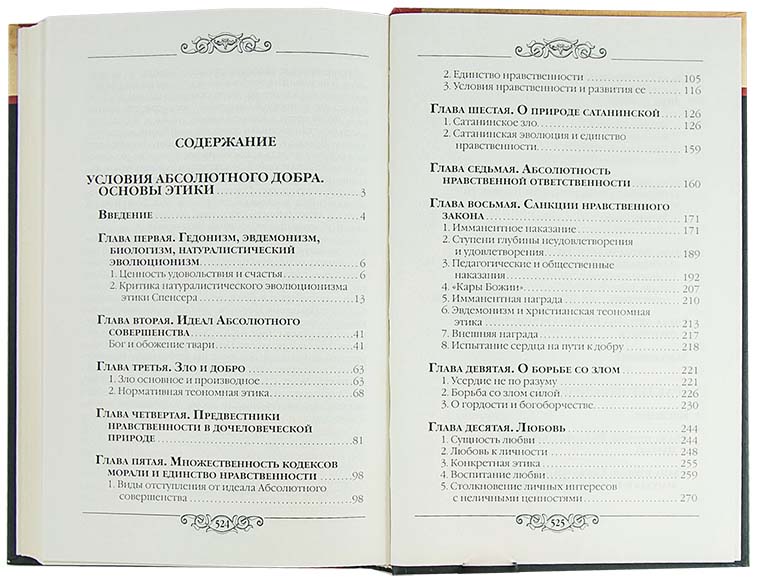 СОДЕРЖАНИЕ
УСЛОВИЯ АБСОЛЮТНОГО ДОБРА.
ОСНОВЫ ЭТИКИ 3
Введение 4
Глава первая. Гедонизм, эвдемонизм,
биологизм, натуралистический
эволюционизм 6
1. Ценность удовольствия и счастья 6
2. Критика натуралистического эволюционизма
этики Спенсера 13
Глава вторая. Идеал Абсолютного
совершенства 41
Бог и обожение твари 41
Глава третья. Зло и добро 63
1. Зло основное и производное 63
2. Нормативная теономная этика 68
Глава четвертая. Предвестники
нравственности в дочеловеческой
природе 81
Глава пятая. Множественность кодексов
морали и единство нравственности 98
1. Виды отступления от идеала Абсолютного
совершенства 98
524
2. Единство нравственности 105
3. Условия нравственности и развития ее 116
Глава шестая. О природе сатанинской 126
1. Сатанинское зло 126
2. Сатанинская эволюция и единство
нравственности 159
Глава седьмая. Абсолютность
нравственной ответственности 160
Глава восьмая. Санкции нравственного
закона 171
1. Имманентное наказание 171
2. Ступени глубины неудовлетворения
и удовлетворения 189
3. Педагогические и общественные
наказания 192
4. «Кары Божии» 207
5. Имманентная награда 210
6. Эвдемонизм и христианская теономная
этика 213
7. Внешняя награда 217
8. Испытание сердца на пути к добру 218
Глава девятая. О борьбе со злом 221
1. Усердие не по разуму 221
2. Борьба со злом силой 226
3. О гордости и богоборчестве 230
Глава десятая. Любовь 244
1. Сущность любви 244
2. Любовь к личности 248
3. Конкретная этика 255
4. Воспитание любви 259
5. Столкновение личных интересов
с неличными ценностями 270
525